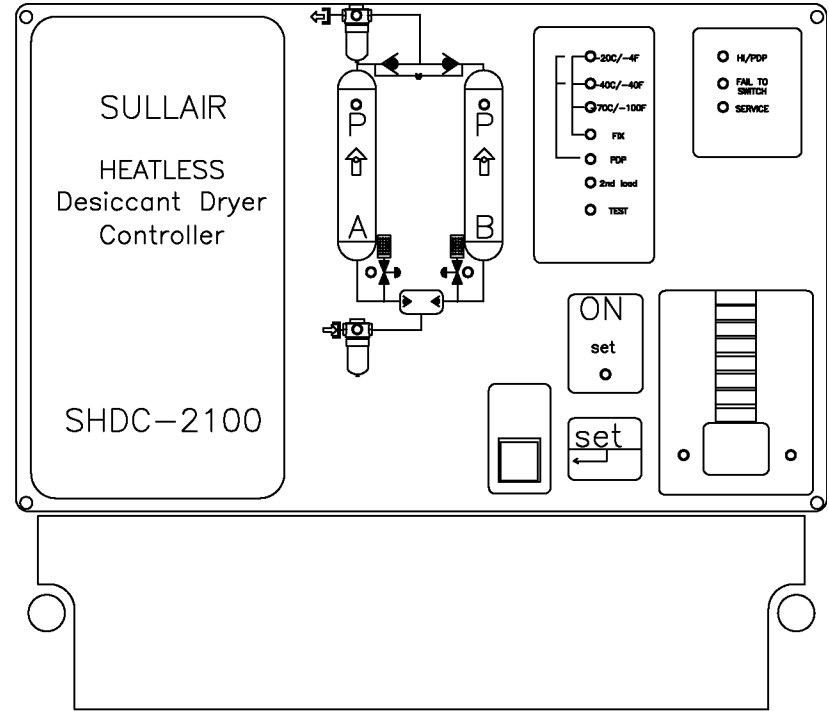 SULLAIR
HEATLESS
Desiccant Dryer
Controller
SHDC-2100
P
P
A
B
-20C/-4F
-40C/-40F
-70C/-100F
FIX
PDP
2nd load
TEST
HI/PDP
FAIL TO
SWITCH
SERVICE
ON
set
set